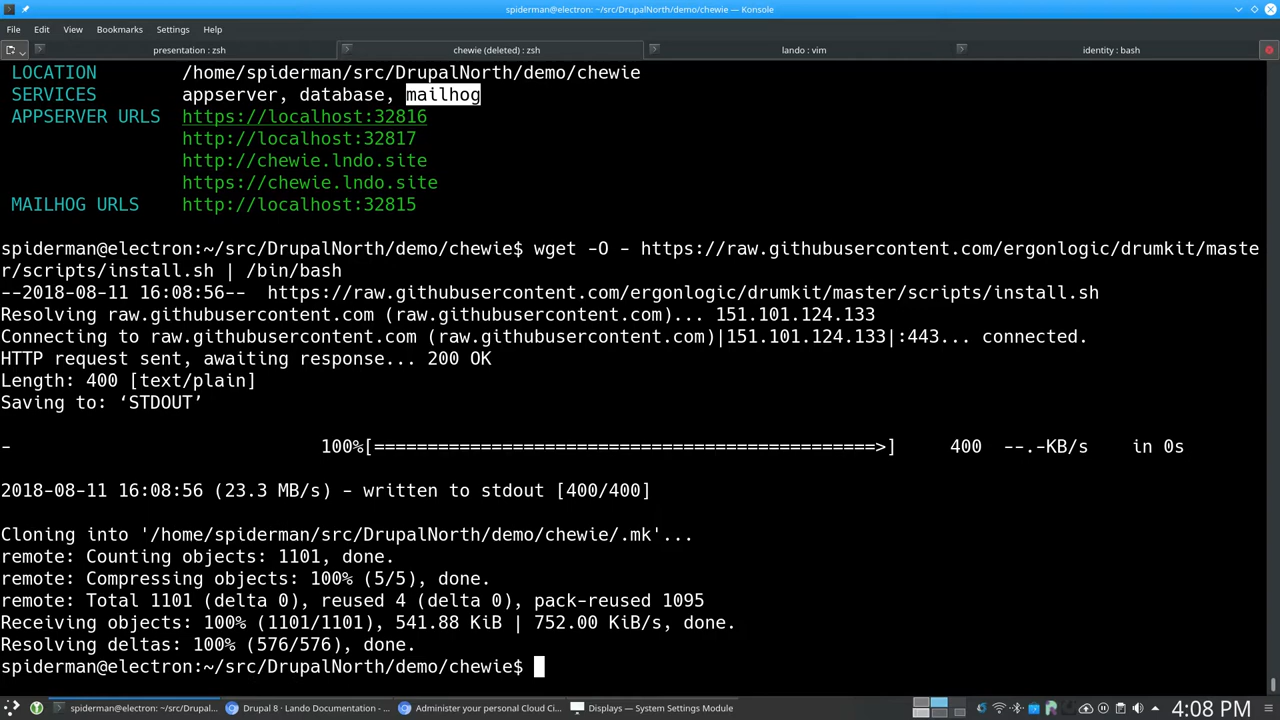 spiderman@electron: ~/src/DrupalNorth/demo/chewie — Konsole
File Edit View Bookmarks Settings Help
presentation : zsh chewie (deleted) : zsh lando : vim identity : bash
LOCATION /home/spiderman/src/DrupalNorth/demo/chewie
SERVICES appserver, database, mailhog
APPSERVER URLS https://localhost:32816
http://localhost:32817
http://chewie.lndo.site
https://chewie.lndo.site
MAILHOG URLS http://localhost:32815
spiderman@electron:~/src/DrupalNorth/demo/chewie$ wget -O - https://raw.githubusercontent.com/ergonlogic/drumkit/maste
r/scripts/install.sh | /bin/bash
--2018-08-11 16:08:56-- https://raw.githubusercontent.com/ergonlogic/drumkit/master/scripts/install.sh
Resolving raw.githubusercontent.com (raw.githubusercontent.com)... 151.101.124.133
Connecting to raw.githubusercontent.com (raw.githubusercontent.com)|151.101.124.133|:443... connected.
HTTP request sent, awaiting response... 200 OK
Length: 400 [text/plain]
Saving to: ‘STDOUT’
- 100%[===============================================>] 400 --.-KB/s in 0s
2018-08-11 16:08:56 (23.3 MB/s) - written to stdout [400/400]
Cloning into '/home/spiderman/src/DrupalNorth/demo/chewie/.mk'...
remote: Counting objects: 1101, done.
remote: Compressing objects: 100% (5/5), done.
remote: Total 1101 (delta 0), reused 4 (delta 0), pack-reused 1095
Receiving objects: 100% (1101/1101), 541.88 KiB | 752.00 KiB/s, done.
Resolving deltas: 100% (576/576), done.
spiderman@electron:~/src/DrupalNorth/demo/chewie$
spiderman@electron: ~/src/Drupal... Drupal 8 · Lando Documentation - ... Administer your personal Cloud Ci... Displays — System Settings Module 4:08 PM